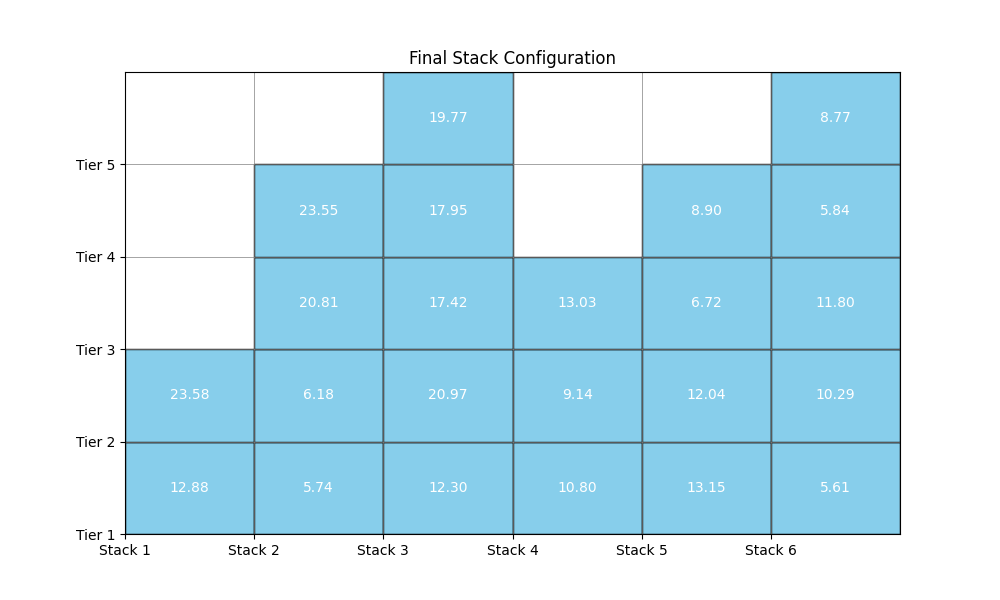 Final Stack Configuration
19.77 8.77
Tier 5
23.55 17.95 8.90 5.84
Tier 4
20.81 17.42 13.03 6.72 11.80
Tier 3
23.58 6.18 20.97 9.14 12.04 10.29
Tier 2
12.88 5.74 12.30 10.80 13.15 5.61
Tier 1
Stack 1 Stack 2 Stack 3 Stack 4 Stack 5 Stack 6